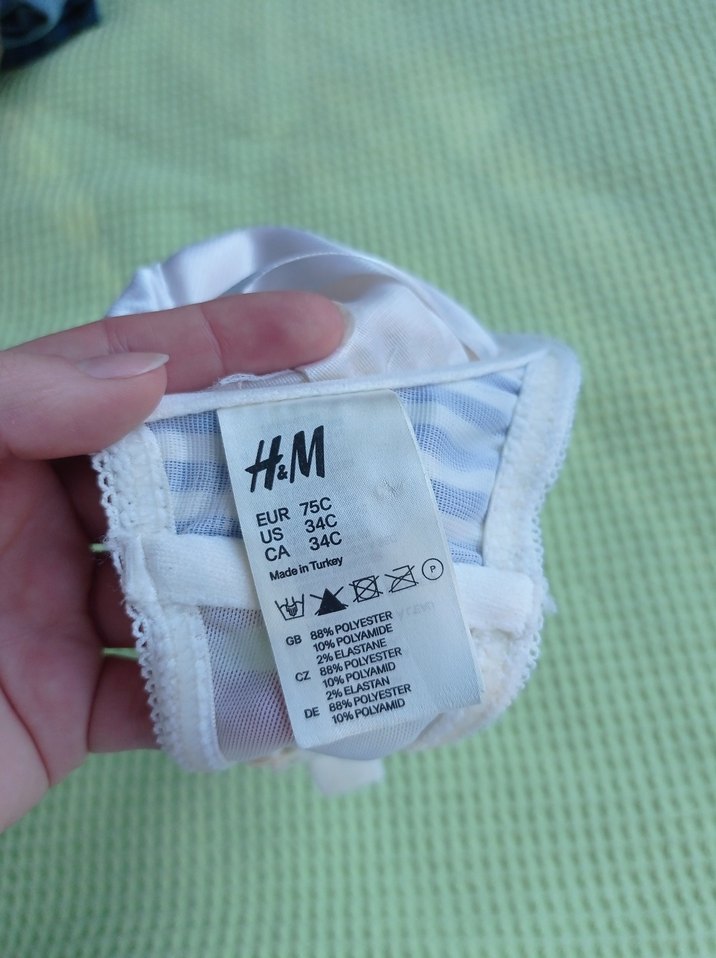 H&M
EUR 75C
US 34C
CA 34C
Made in Turkey
P
GB 88% POLYESTER
10% POLYAMIDE
2% ELASTANE
CZ 88% POLYESTER
10% POLYAMID
2% ELASTAN
DE 88% POLYESTER
10% POLYAMID